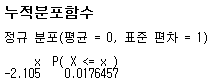 누적분포함수
정규 분포(평균 = 0, 표준 편차 = 1)
x P( X <= x )
-2.105 0.0176457